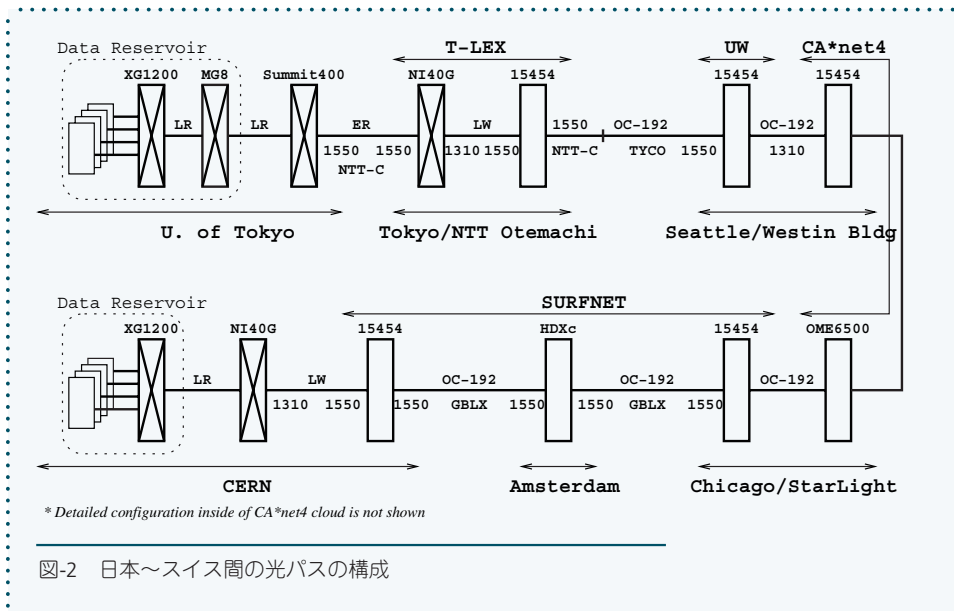 Data Reservoir
T-LEX
UW
CA*net4
XG1200
MG8
Summit400
NI40G
15454
15454
15454
LR
LR
ER
LW
1550
OC-192
OC-192
1550
1550
1310
1550
NTT-C
TYCO
1550
1310
NTT-C
U. of Tokyo
Tokyo/NTT Otemachi
Seattle/Westin Bldg
Data Reservoir
SURFNET
XG1200
NI40G
15454
HDXc
15454
OME6500
LR
LW
OC-192
OC-192
OC-192
1310
1550
1550
GBLX
1550
1550
GBLX
1550
CERN
Amsterdam
Chicago/StarLight
* Detailed configuration inside of CA*net4 cloud is not shown
図-2 日本～スイス間の光パスの構成